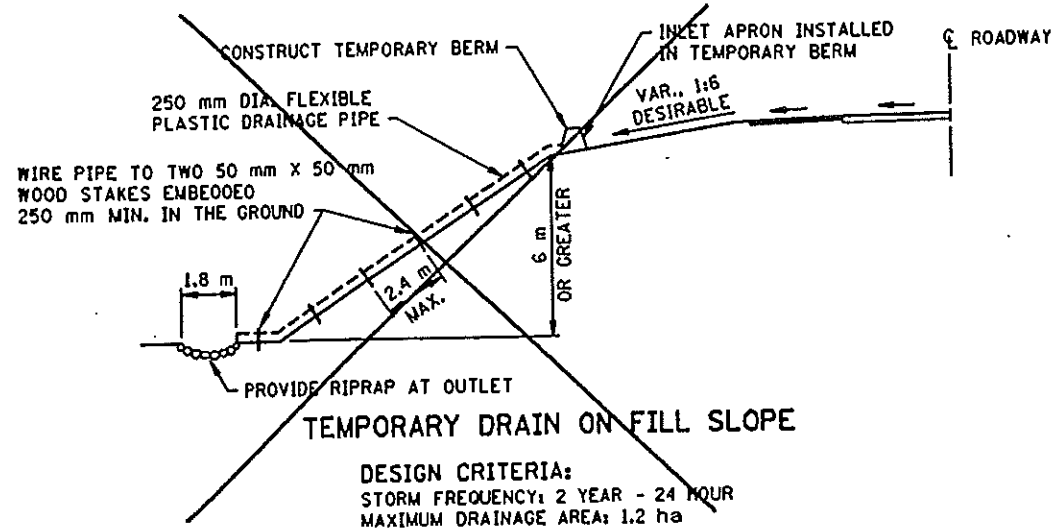 CONSTRUCT TEMPORARY BERM
INLET APRON INSTALLED
IN TEMPORARY BERM
℄ ROADWAY
250 mm DIA. FLEXIBLE
PLASTIC DRAINAGE PIPE
VAR., 1:6
DESIRABLE
WIRE PIPE TO TWO 50 mm X 50 mm
WOOD STAKES EMBEDDED
250 mm MIN. IN THE GROUND
1.8 m
2.4 m
MAX.
6 m
OR GREATER
PROVIDE RIPRAP AT OUTLET
TEMPORARY DRAIN ON FILL SLOPE
DESIGN CRITERIA:
STORM FREQUENCY: 2 YEAR - 24 HOUR
MAXIMUM DRAINAGE AREA: 1.2 ha